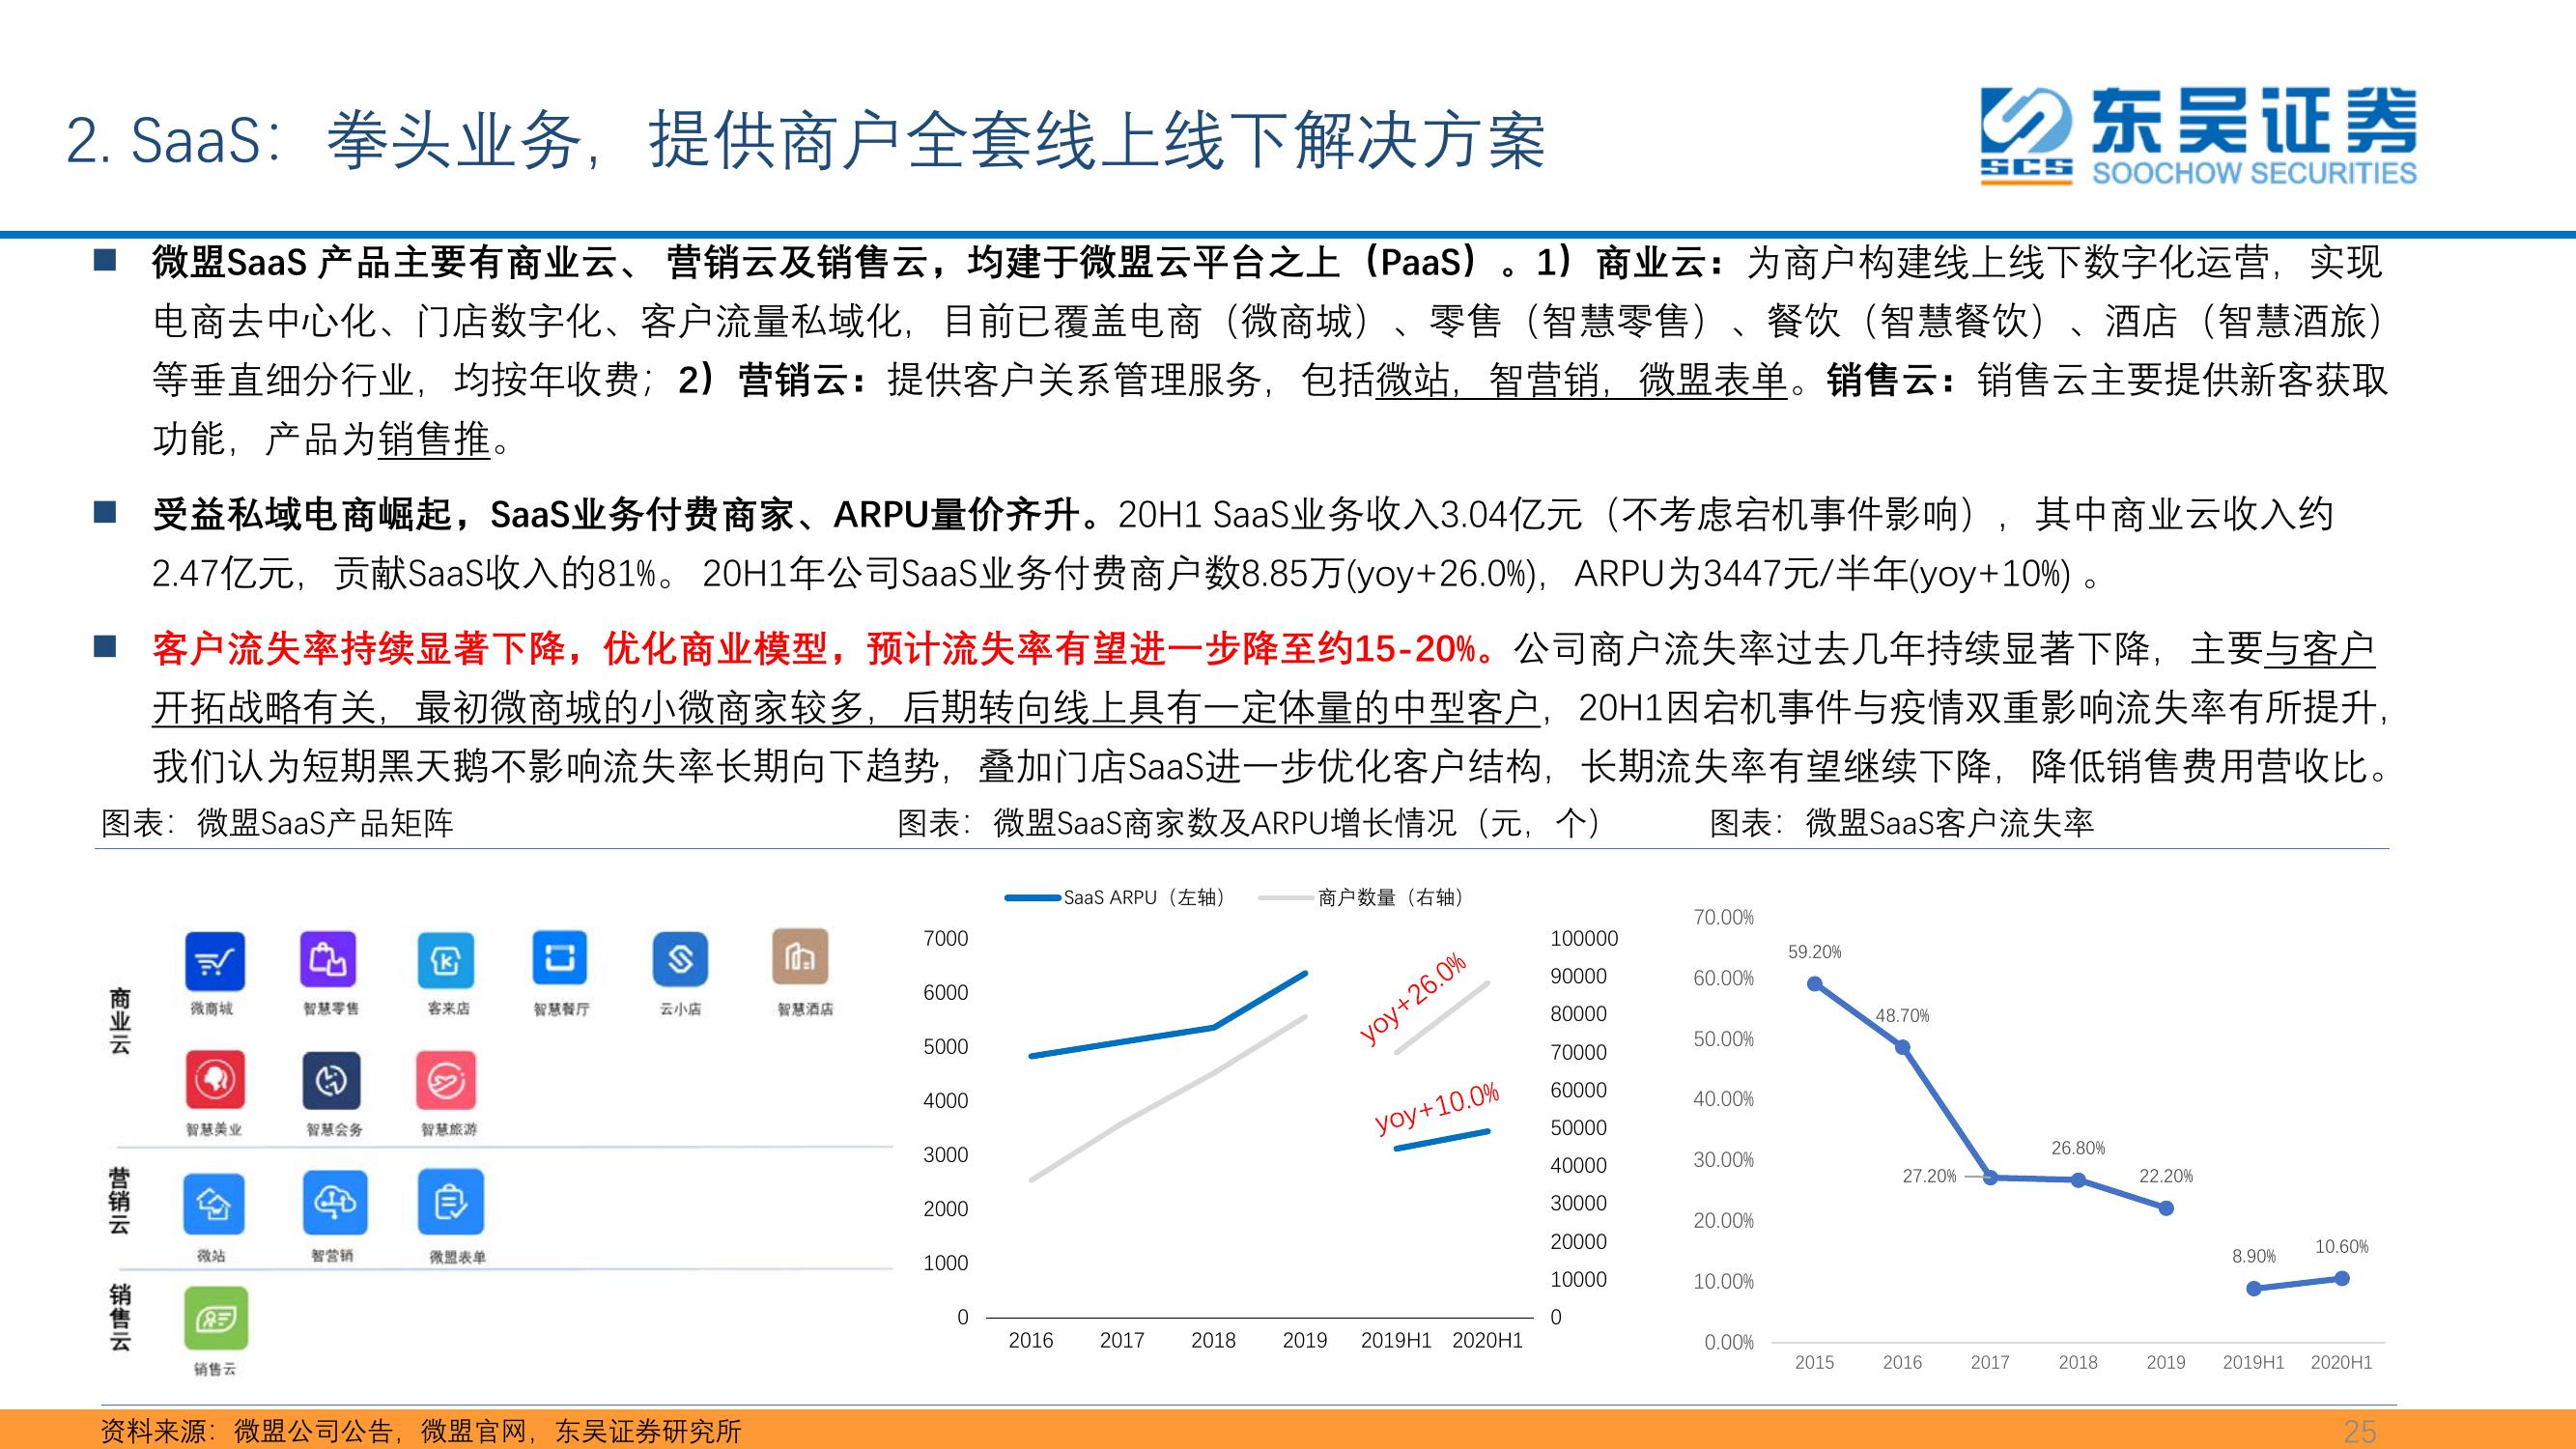 2. SaaS：拳头业务，提供商户全套线上线下解决方案
SCS
东吴证券
SOOCHOW SECURITIES
■ 微盟SaaS 产品主要有商业云、 营销云及销售云，均建于微盟云平台之上（PaaS）。1）商业云：为商户构建线上线下数字化运营，实现
电商去中心化、门店数字化、客户流量私域化，目前已覆盖电商（微商城）、零售（智慧零售）、餐饮（智慧餐饮）、酒店（智慧酒旅）
等垂直细分行业，均按年收费；2）营销云：提供客户关系管理服务，包括微站，智营销，微盟表单。销售云：销售云主要提供新客获取
功能，产品为销售推。
■ 受益私域电商崛起，SaaS业务付费商家、ARPU量价齐升。20H1 SaaS业务收入3.04亿元（不考虑宕机事件影响），其中商业云收入约
2.47亿元，贡献SaaS收入的81%。 20H1年公司SaaS业务付费商户数8.85万(yoy+26.0%)，ARPU为3447元/半年(yoy+10%) 。
■ 客户流失率持续显著下降，优化商业模型，预计流失率有望进一步降至约15-20%。公司商户流失率过去几年持续显著下降，主要与客户
开拓战略有关，最初微商城的小微商家较多，后期转向线上具有一定体量的中型客户，20H1因宕机事件与疫情双重影响流失率有所提升，
我们认为短期黑天鹅不影响流失率长期向下趋势，叠加门店SaaS进一步优化客户结构，长期流失率有望继续下降，降低销售费用营收比。
图表：微盟SaaS产品矩阵
商业云
微商城 智慧零售 客来店 智慧餐厅 云小店 智慧酒店
智慧美业 智慧会务 智慧旅游
营销云
微站 智营销 微盟表单
销售云
销售云
图表：微盟SaaS商家数及ARPU增长情况（元，个）
SaaS ARPU（左轴） 商户数量（右轴）
7000
6000
5000
4000
3000
2000
1000
0
yoy+26.0%
yoy+10.0%
100000
90000
80000
70000
60000
50000
40000
30000
20000
10000
0
2016 2017 2018 2019 2019H1 2020H1
图表：微盟SaaS客户流失率
70.00%
60.00%
50.00%
40.00%
30.00%
20.00%
10.00%
0.00%
59.20%
48.70%
27.20%
26.80%
22.20%
8.90%
10.60%
2015 2016 2017 2018 2019 2019H1 2020H1
资料来源：微盟公司公告，微盟官网，东吴证券研究所
25